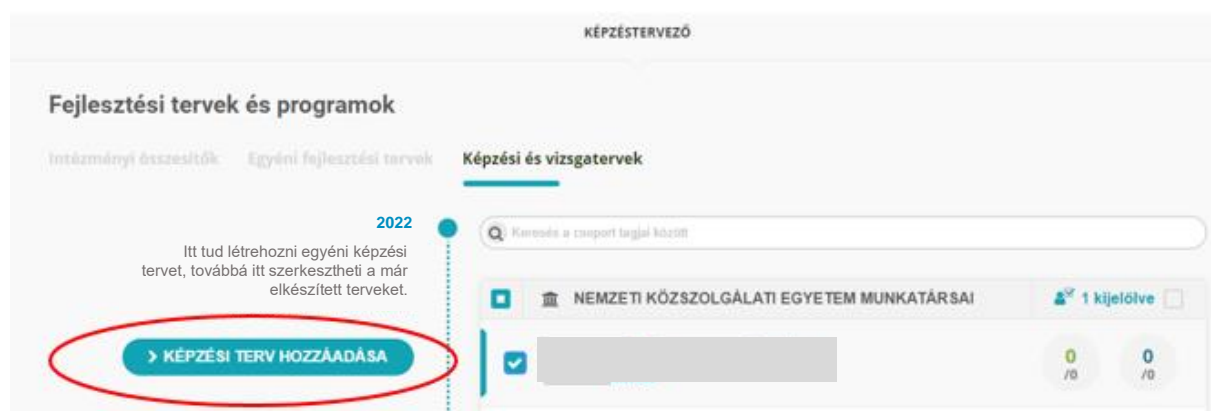 KÉPZÉSTERVEZŐ
Fejlesztési tervek és programok
Intézményi összesítők Egyéni fejlesztési tervek Képzési és vizsgatervek
2022
Itt tud létrehozni egyéni képzési
tervet, továbbá itt szerkesztheti a már
elkészített terveket.
> KÉPZÉSI TERV HOZZÁADÁSA
Keresés a csoport tagjai között
NEMZETI KÖZSZOLGÁLATI EGYETEM MUNKATÁRSAI 1 kijelölve
0 0
/0 /0